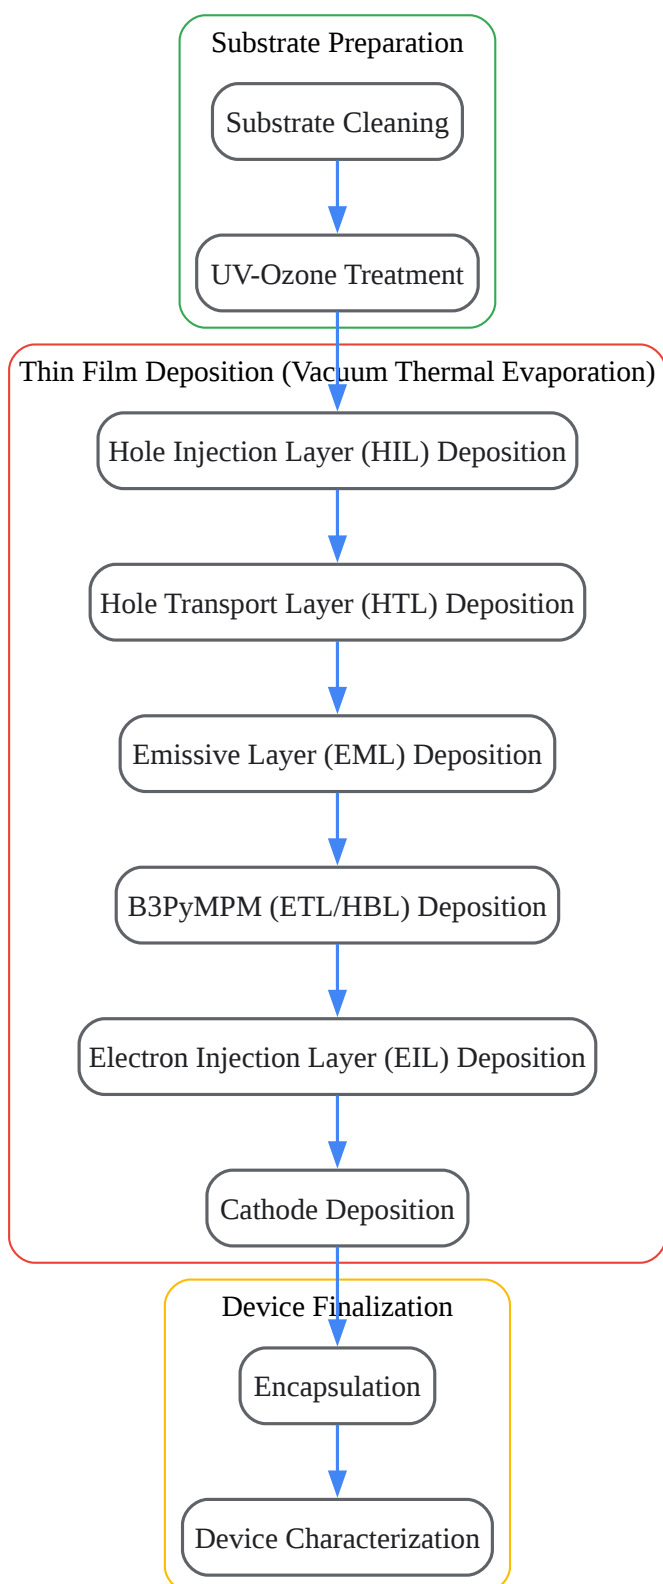 Substrate Preparation
Substrate Cleaning
UV-Ozone Treatment
Thin Film Deposition (Vacuum Thermal Evaporation)
Hole Injection Layer (HIL) Deposition
Hole Transport Layer (HTL) Deposition
Emissive Layer (EML) Deposition
B3PyMPM (ETL/HBL) Deposition
Electron Injection Layer (EIL) Deposition
Cathode Deposition
Device Finalization
Encapsulation
Device Characterization